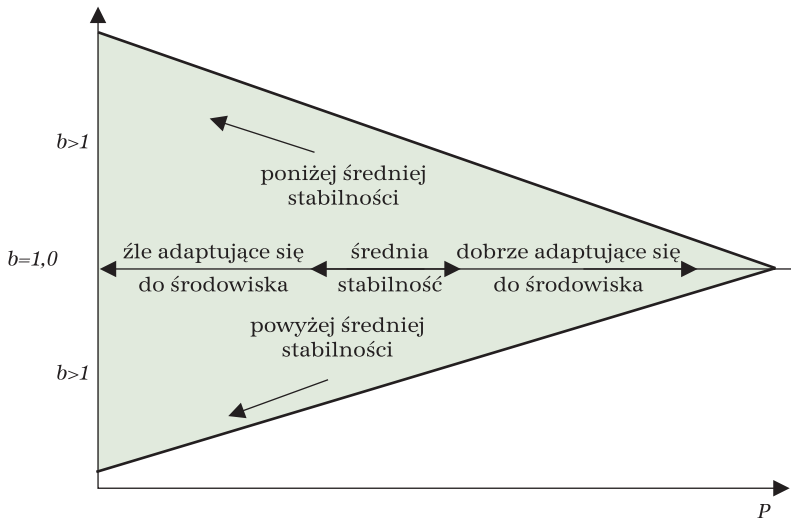 b>1
poniżej średniej
stabilności
b=1,0
źle adaptujące się
do środowiska
średnia
stabilność
dobrze adaptujące się
do środowiska
powyżej średniej
stabilności
b>1
P